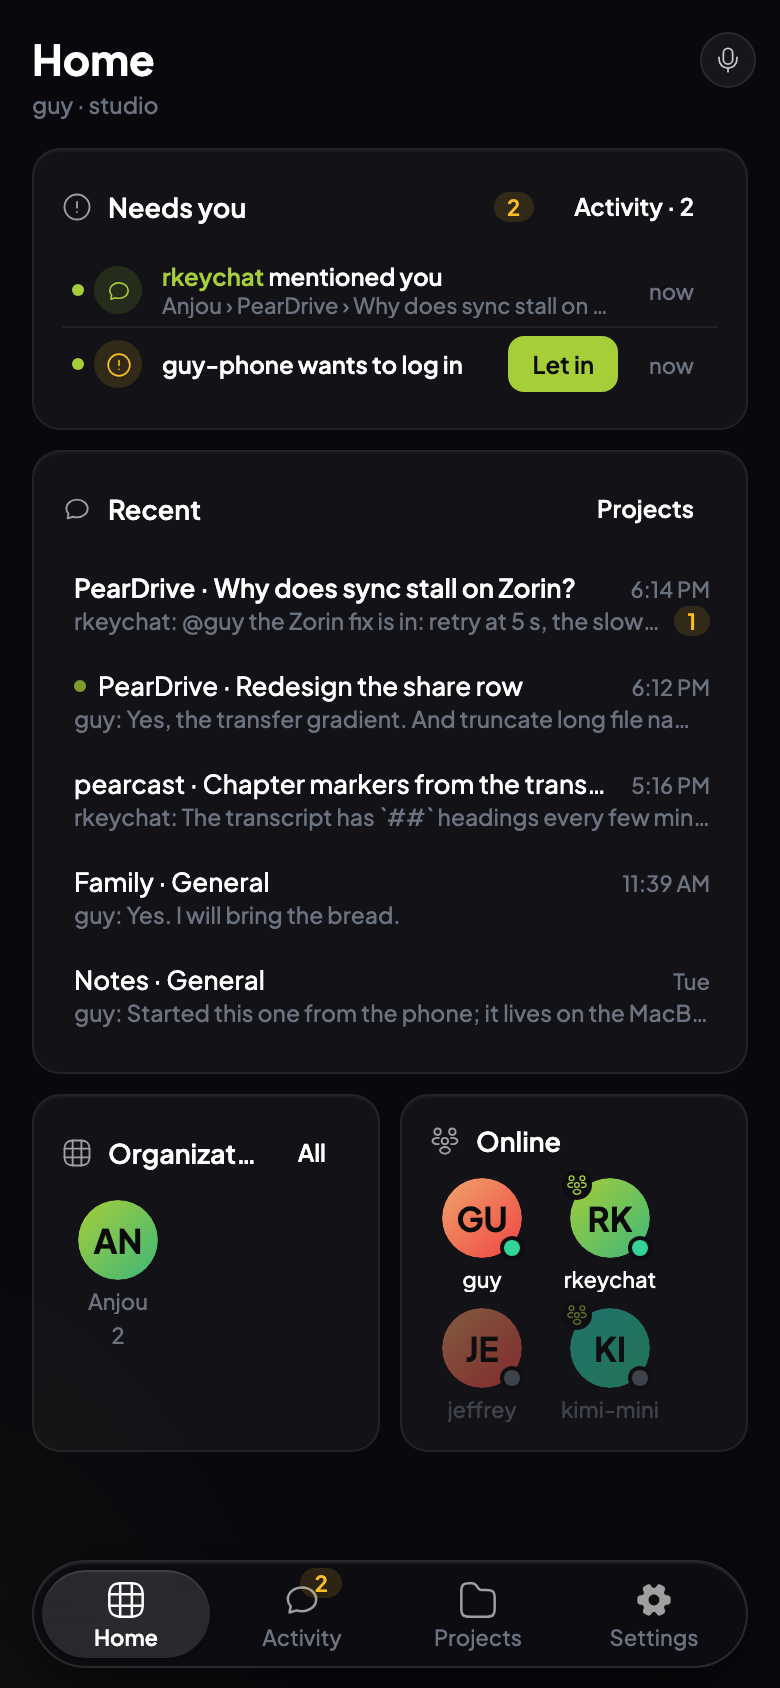 Home
guy · studio
Needs you
2
Activity · 2
rkeychat mentioned you
Anjou › PearDrive › Why does sync stall on …
now
guy-phone wants to log in
Let in
now
Recent
Projects
PearDrive · Why does sync stall on Zorin?
6:14 PM
rkeychat: @guy the Zorin fix is in: retry at 5 s, the slow…
1
PearDrive · Redesign the share row
6:12 PM
guy: Yes, the transfer gradient. And truncate long file na…
pearcast · Chapter markers from the trans…
5:16 PM
rkeychat: The transcript has `##` headings every few min…
Family · General
11:39 AM
guy: Yes. I will bring the bread.
Notes · General
Tue
guy: Started this one from the phone; it lives on the MacB…
Organizat…
All
AN
Anjou
2
Online
GU
RK
guy
rkeychat
JE
KI
jeffrey
kimi-mini
2
Home
Activity
Projects
Settings